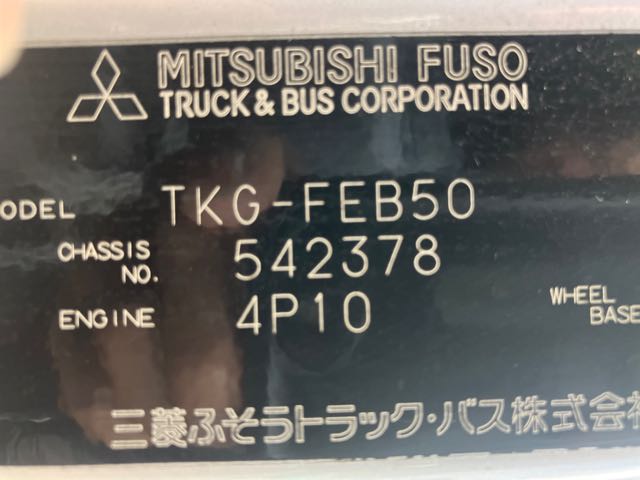 MITSUBISHI FUSO
TRUCK & BUS CORPORATION
ODEL TKG-FEB50
CHASSIS NO. 542378
ENGINE 4P10
WHEEL BASE
三菱ふそうトラック・バス株式会